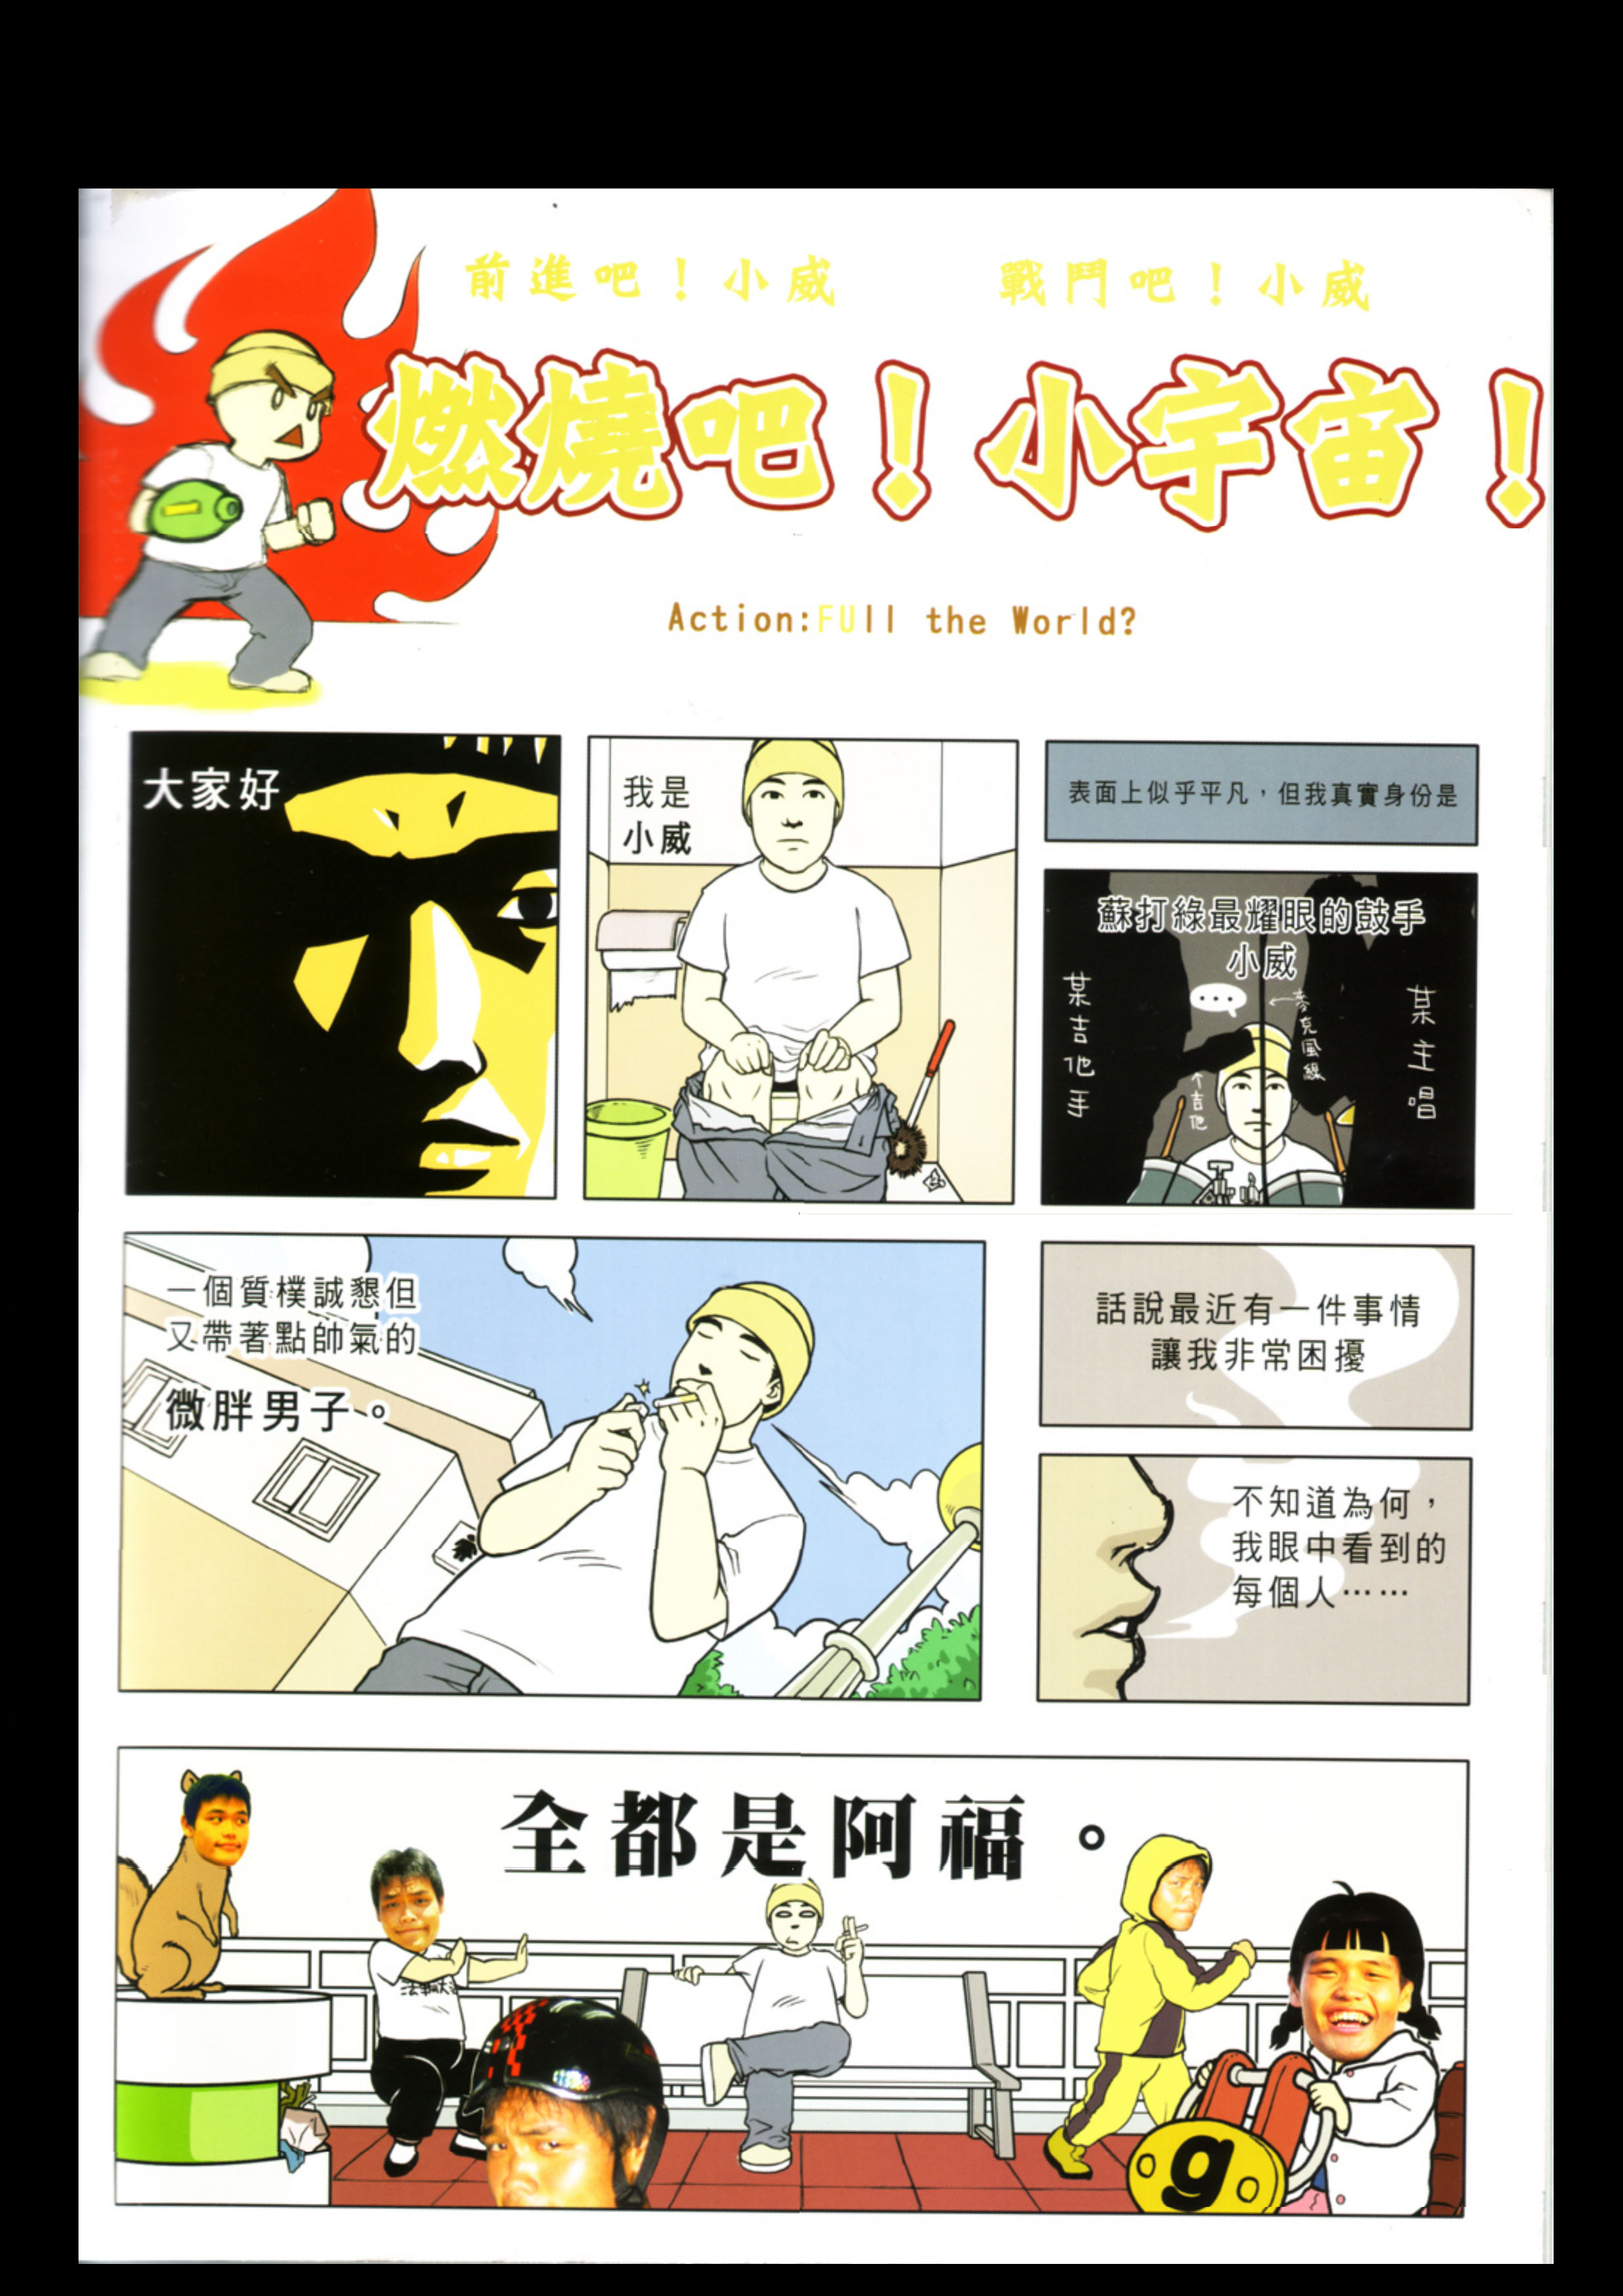 前進吧！小威
戰鬥吧！小威
燃燒吧！小宇宙！
Action:FUll the World?
大家好
我是
小威
表面上似乎平凡，但我真實身份是
蘇打綠最耀眼的鼓手
小威
某吉他手
…
←麥克風線
↑吉他
某主唱
一個質樸誠懇但
又帶著點帥氣的
微胖男子。
話說最近有一件事情
讓我非常困擾
不知道為何，
我眼中看到的
每個人……
全都是阿福。
g